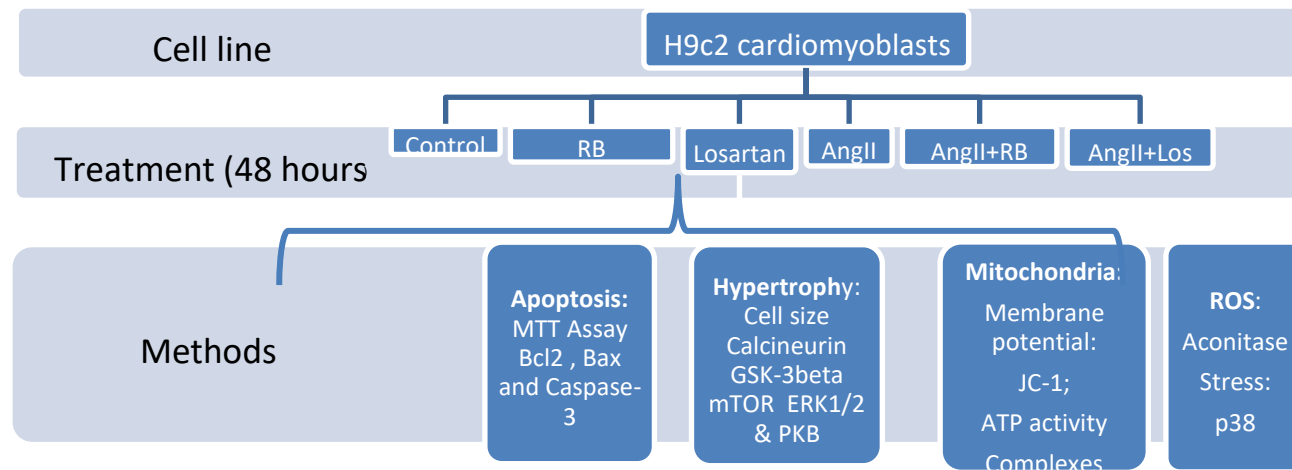 Cell line
H9c2 cardiomyoblasts
Treatment (48 hours
Control
RB
Losartan
AngII
AngII+RB
AngII+Los
Methods
Apoptosis:
MTT Assay
Bcl2 , Bax
and Caspase-
3
Hypertrophy:
Cell size
Calcineurin
GSK-3beta
mTOR ERK1/2
& PKB
Mitochondria:
Membrane
potential:
JC-1;
ATP activity
Complexes
ROS:
Aconitase
Stress:
p38